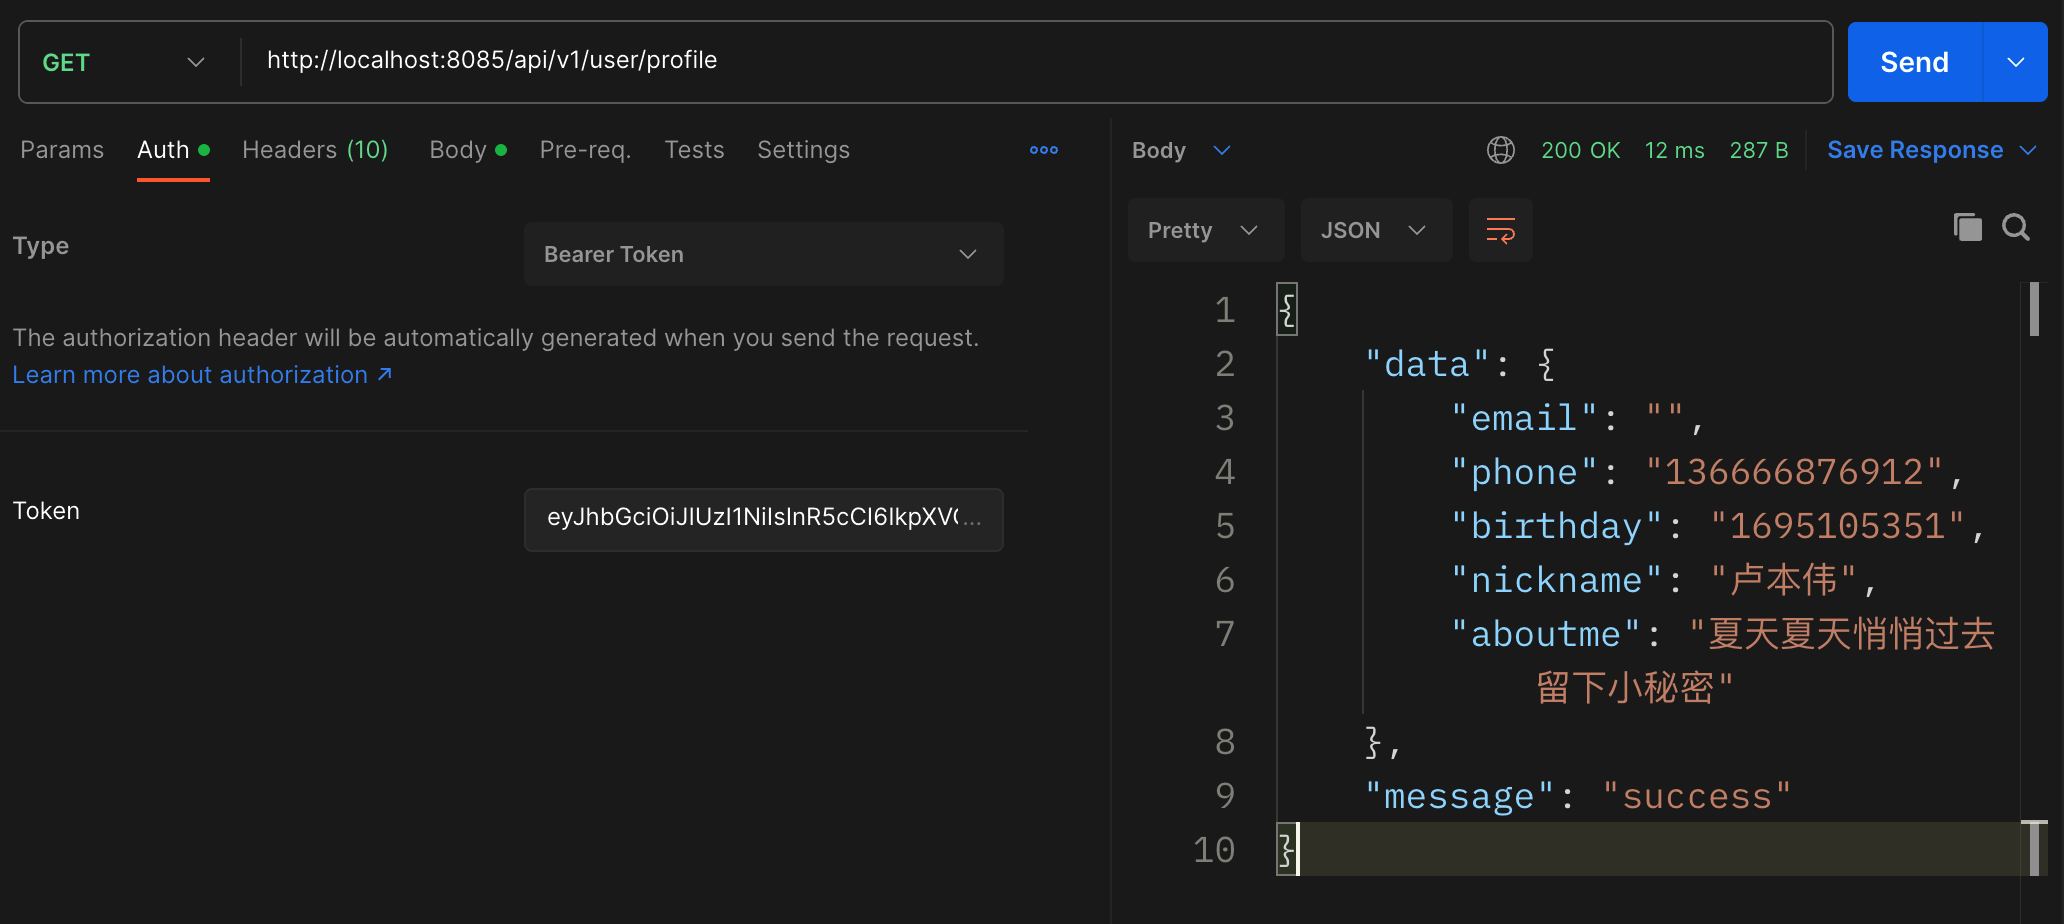 GET http://localhost:8085/api/v1/user/profile Send
Params Auth Headers (10) Body Pre-req. Tests Settings
Type Bearer Token
The authorization header will be automatically generated when you send the request.
Learn more about authorization ↗
Token eyJhbGciOiJIUzI1NiIsInR5cCI6IkpXVC...
Body 200 OK 12 ms 287 B Save Response
Pretty JSON
1 {
2 "data": {
3 "email": "",
4 "phone": "136666876912",
5 "birthday": "1695105351",
6 "nickname": "卢本伟",
7 "aboutme": "夏天夏天悄悄过去
留下小秘密"
8 },
9 "message": "success"
10 }